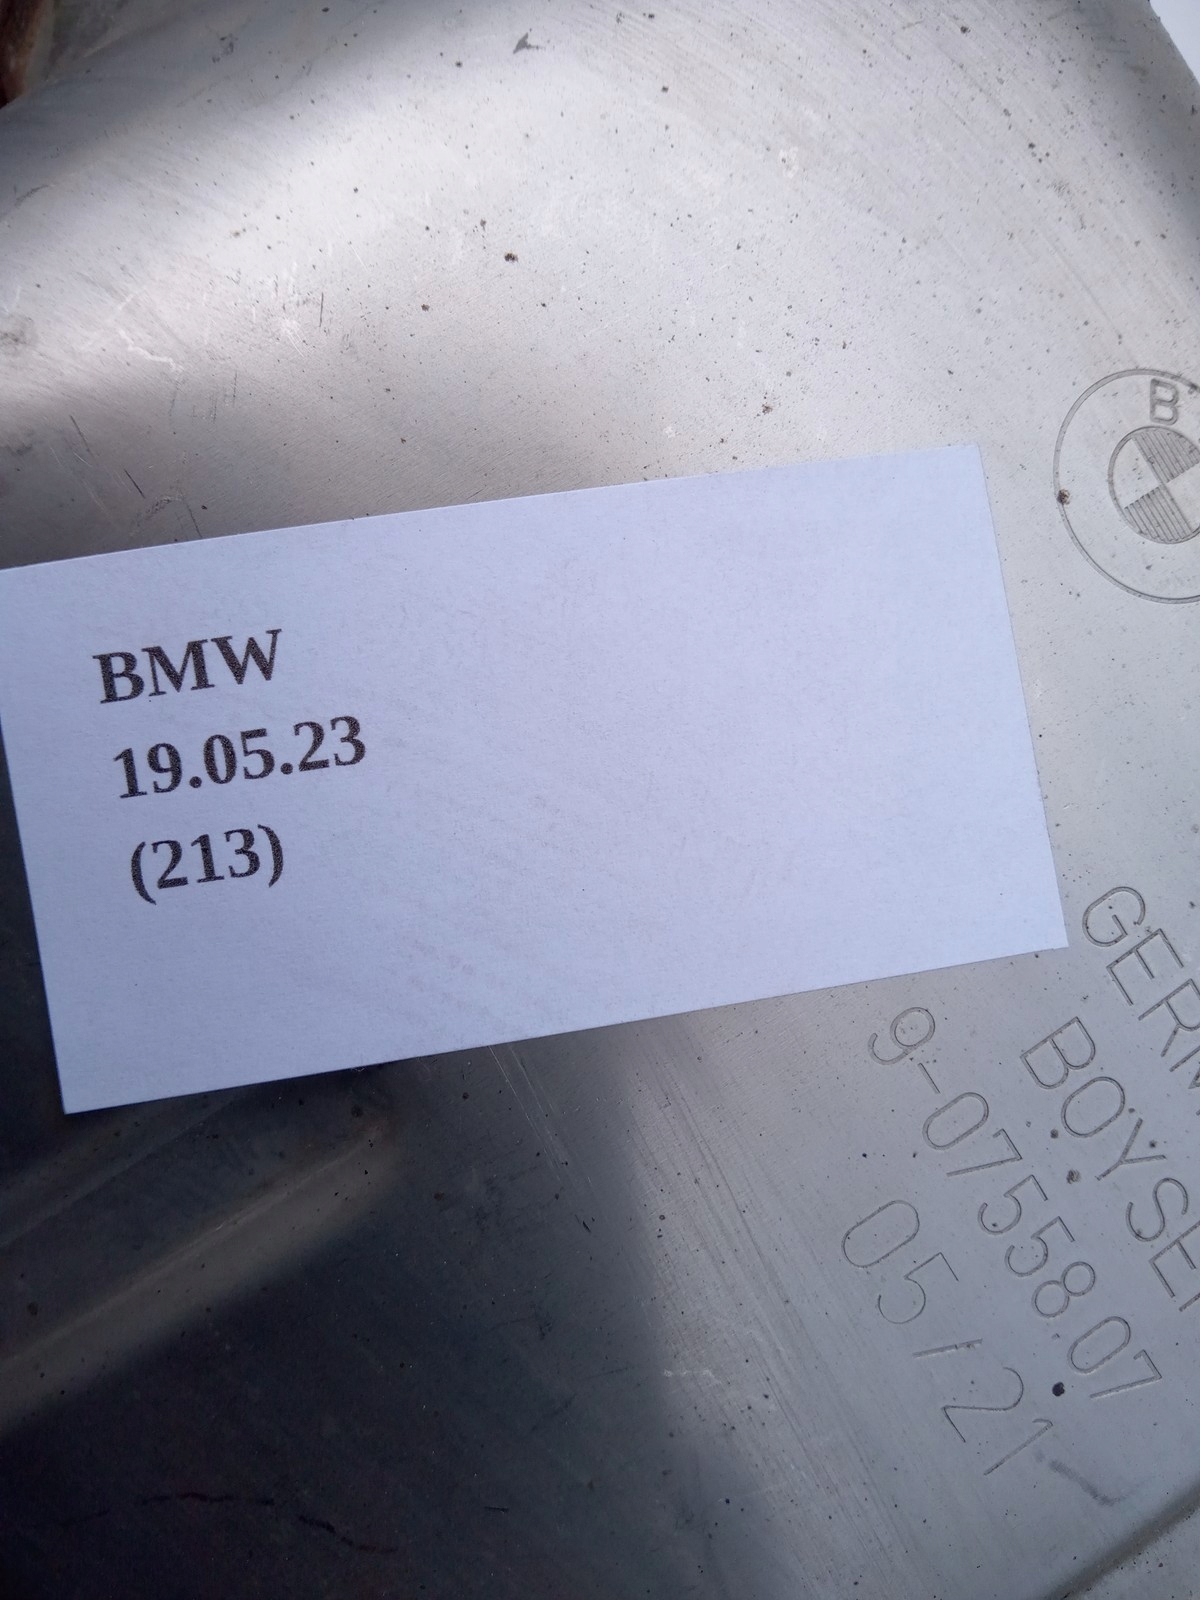 B
BMW
19.05.23
(213)
GERM
BOYSE
9-07558.07
05/21